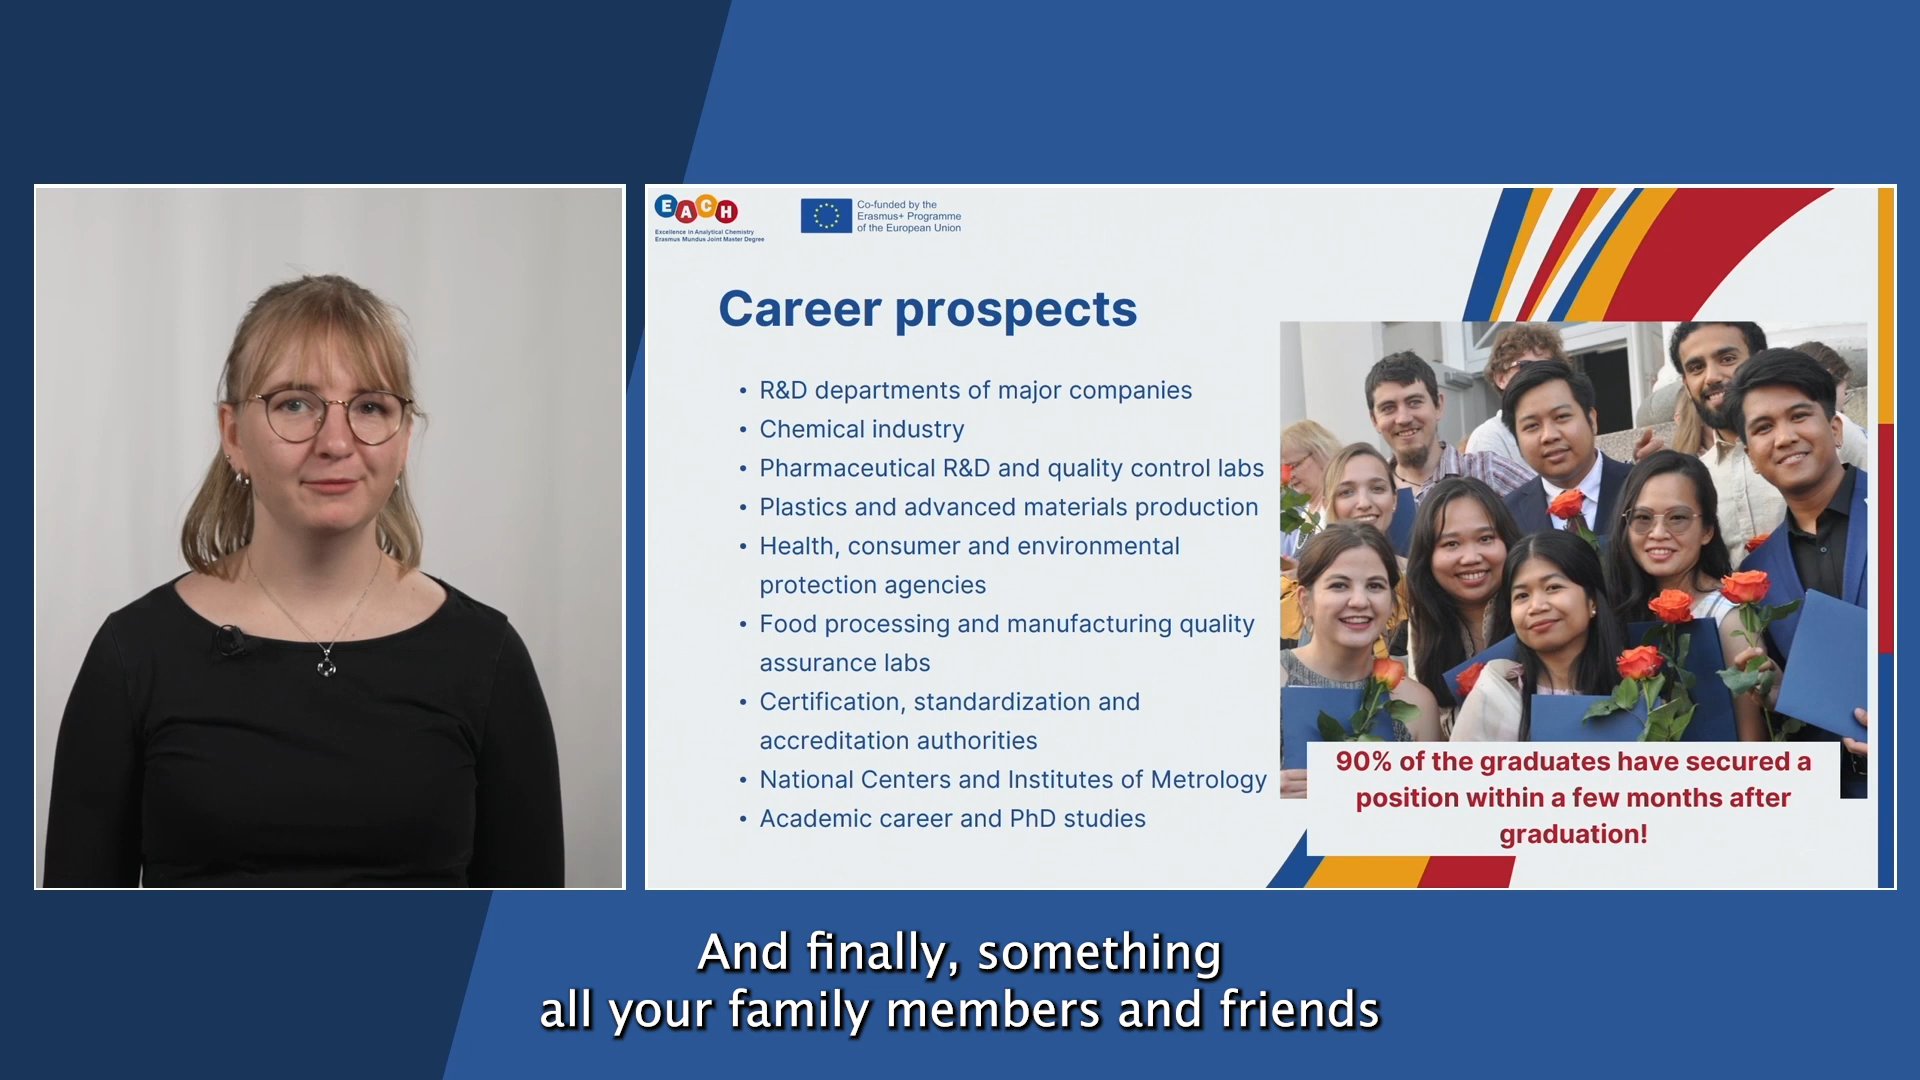 EACH
Excellence in Analytical Chemistry
Erasmus Mundus Joint Master Degree
Co-funded by the
Erasmus+ Programme
of the European Union
Career prospects
• R&D departments of major companies
• Chemical industry
• Pharmaceutical R&D and quality control labs
• Plastics and advanced materials production
• Health, consumer and environmental
protection agencies
• Food processing and manufacturing quality
assurance labs
• Certification, standardization and
accreditation authorities
• National Centers and Institutes of Metrology
• Academic career and PhD studies
90% of the graduates have secured a
position within a few months after
graduation!
And finally, something
all your family members and friends